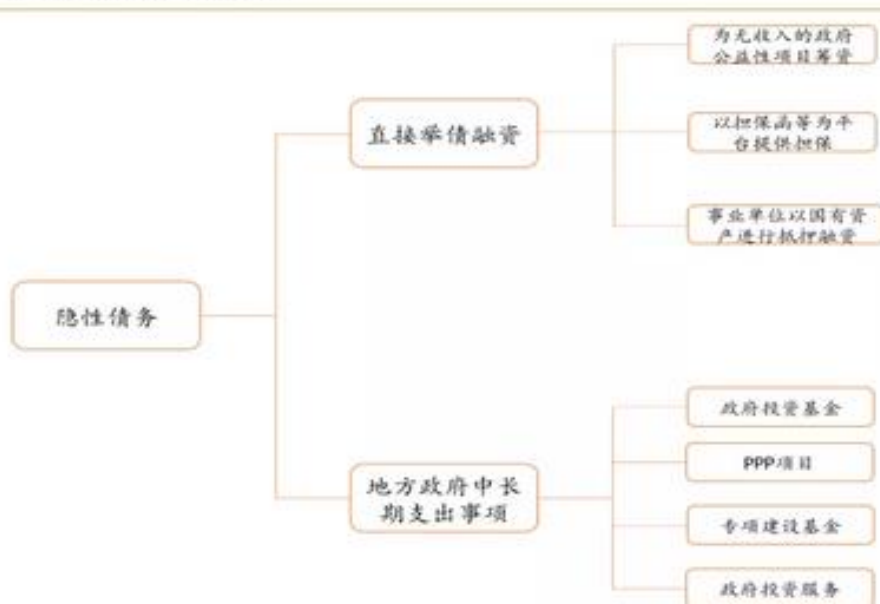 为无收入的政府
公益性项目筹资
直接举债融资
以担保函等为平
台提供担保
事业单位以国有资
产进行抵押融资
隐性债务
政府投资基金
PPP项目
地方政府中长
期支出事项
专项建设基金
政府投资服务